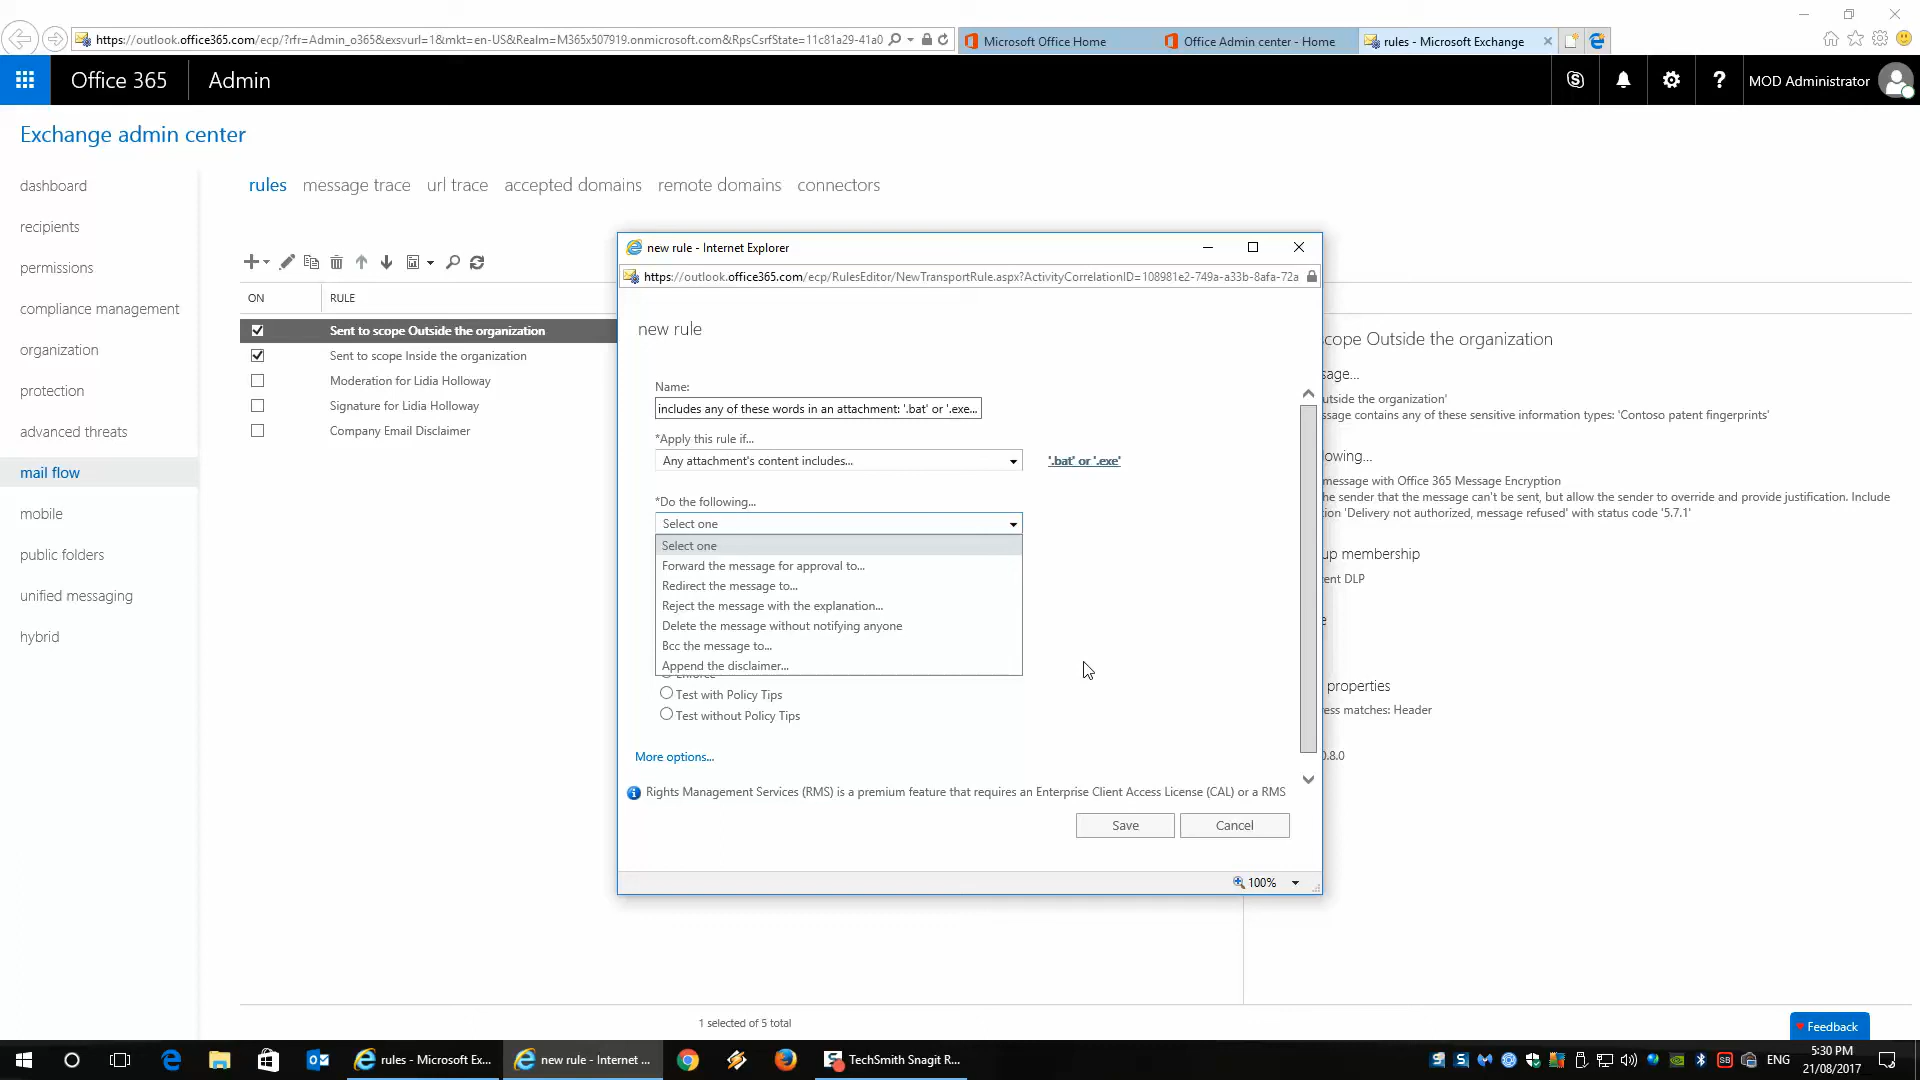 https://outlook.office365.com/ecp/?rfr=Admin_o365&exsvurl=1&mkt=en-US&Realm=M365x507919.onmicrosoft.com&RpsCsrfState=11c81a29-41a0
Microsoft Office Home
Office Admin center - Home
rules - Microsoft Exchange
Office 365
Admin
?
MOD Administrator
Exchange admin center
dashboard
recipients
permissions
compliance management
organization
protection
advanced threats
mail flow
mobile
public folders
unified messaging
hybrid
rules message trace url trace accepted domains remote domains connectors
ON RULE
Sent to scope Outside the organization
Sent to scope Inside the organization
Moderation for Lidia Holloway
Signature for Lidia Holloway
Company Email Disclaimer
new rule - Internet Explorer
https://outlook.office365.com/ecp/RulesEditor/NewTransportRule.aspx?ActivityCorrelationID=108981e2-749a-a33b-8afa-72a
new rule
Name:
includes any of these words in an attachment: '.bat' or '.exe...
*Apply this rule if...
Any attachment's content includes...
'.bat' or '.exe'
*Do the following...
Select one
Select one
Forward the message for approval to...
Redirect the message to...
Reject the message with the explanation...
Delete the message without notifying anyone
Bcc the message to...
Append the disclaimer...
Enforce
Test with Policy Tips
Test without Policy Tips
More options...
Rights Management Services (RMS) is a premium feature that requires an Enterprise Client Access License (CAL) or a RMS
Save
Cancel
100%
cope Outside the organization
sage...
utside the organization'
ssage contains any of these sensitive information types: 'Contoso patent fingerprints'
owing...
message with Office 365 Message Encryption
he sender that the message can't be sent, but allow the sender to override and provide justification. Include
ion 'Delivery not authorized, message refused' with status code '5.7.1'
up membership
ent DLP
e
properties
ess matches: Header
0.8.0
1 selected of 5 total
Feedback
rules - Microsoft Ex...
new rule - Internet ...
TechSmith Snagit R...
ENG
5:30 PM
21/08/2017